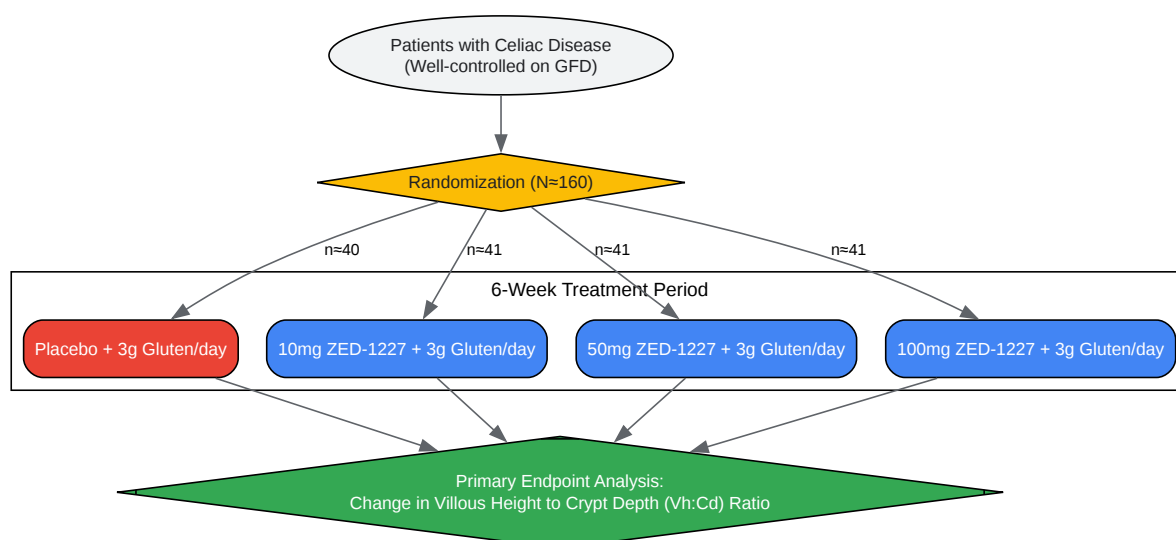 Patients with Celiac Disease
(Well-controlled on GFD)
Randomization (N≈160)
n≈40
n≈41
n≈41
n≈41
6-Week Treatment Period
Placebo + 3g Gluten/day
10mg ZED-1227 + 3g Gluten/day
50mg ZED-1227 + 3g Gluten/day
100mg ZED-1227 + 3g Gluten/day
Primary Endpoint Analysis:
Change in Villous Height to Crypt Depth (Vh:Cd) Ratio